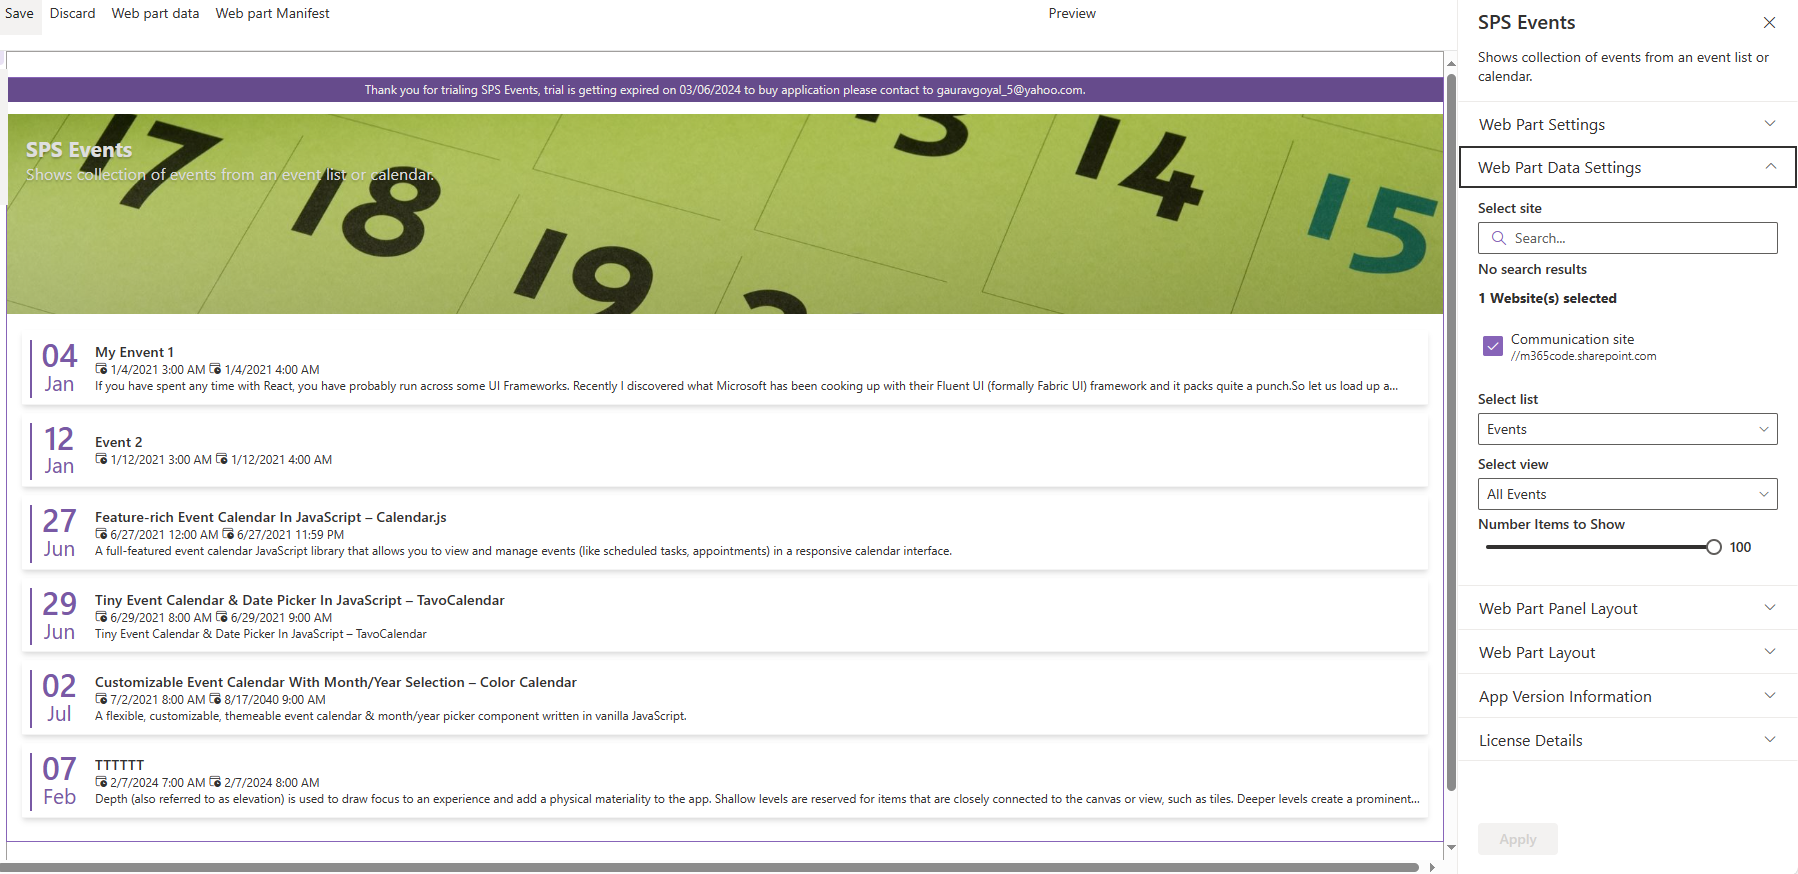 Save Discard Web part data Web part Manifest Preview
Thank you for trialing SPS Events, trial is getting expired on 03/06/2024 to buy application please contact to gauravgoyal_5@yahoo.com.
SPS Events
Shows collection of events from an event list or calendar.
17 18 19 13 14 15
04
Jan
My Envent 1
1/4/2021 3:00 AM 1/4/2021 4:00 AM
If you have spent any time with React, you have probably run across some UI Frameworks. Recently I discovered what Microsoft has been cooking up with their Fluent UI (formally Fabric UI) framework and it packs quite a punch.So let us load up a...
12
Jan
Event 2
1/12/2021 3:00 AM 1/12/2021 4:00 AM
27
Jun
Feature-rich Event Calendar In JavaScript – Calendar.js
6/27/2021 12:00 AM 6/27/2021 11:59 PM
A full-featured event calendar JavaScript library that allows you to view and manage events (like scheduled tasks, appointments) in a responsive calendar interface.
29
Jun
Tiny Event Calendar & Date Picker In JavaScript – TavoCalendar
6/29/2021 8:00 AM 6/29/2021 9:00 AM
Tiny Event Calendar & Date Picker In JavaScript – TavoCalendar
02
Jul
Customizable Event Calendar With Month/Year Selection – Color Calendar
7/2/2021 8:00 AM 8/17/2040 9:00 AM
A flexible, customizable, themeable event calendar & month/year picker component written in vanilla JavaScript.
07
Feb
TTTTTT
2/7/2024 7:00 AM 2/7/2024 8:00 AM
Depth (also referred to as elevation) is used to draw focus to an experience and add a physical materiality to the app. Shallow levels are reserved for items that are closely connected to the canvas or view, such as tiles. Deeper levels create a prominent...
SPS Events
Shows collection of events from an event list or
calendar.
Web Part Settings
Web Part Data Settings
Select site
Search...
No search results
1 Website(s) selected
Communication site
//m365code.sharepoint.com
Select list
Events
Select view
All Events
Number Items to Show
100
Web Part Panel Layout
Web Part Layout
App Version Information
License Details
Apply